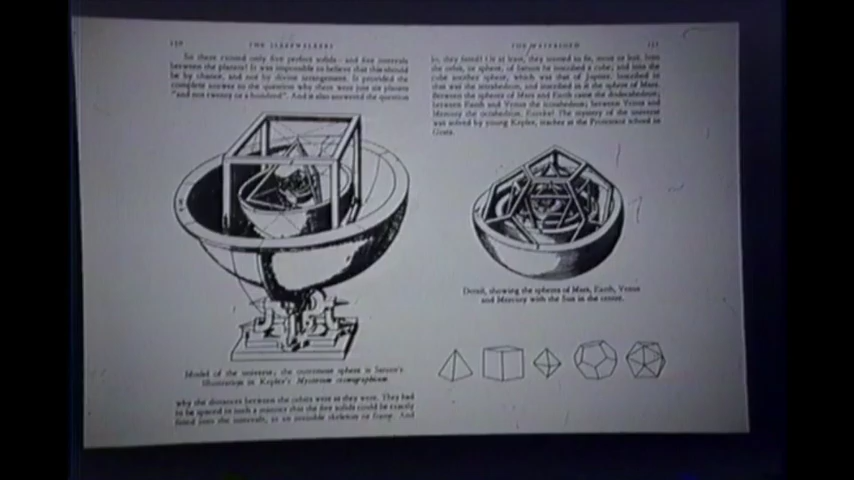 150 THE SLEEPWALKERS
So there existed only five perfect solids—and five intervals
between the planets! It was impossible to believe that this should
be by chance, and not by divine arrangement. It provided the
complete answer to the question why there were just six planets
"and not twenty or a hundred". And it also answered the question
Model of the universe; the outermost sphere is Saturn's
Illustration in Kepler's Mysterium cosmographicum
why the distances between the orbits were as they were. They had
to be spaced in such a manner that the five solids could be exactly
fitted into the intervals, as an invisible skeleton or frame. And
THE WATERSHED 151
lo, they fitted! Or at least, they seemed to fit, more or less. Into
the orbit, or sphere, of Saturn he inscribed a cube; and into the
cube another sphere, which was that of Jupiter. Inscribed in
that was the tetrahedron, and inscribed in it the sphere of Mars.
Between the spheres of Mars and Earth came the dodecahedron;
between Earth and Venus the icosahedron; between Venus and
Mercury the octahedron. Eureka! The mystery of the universe
was solved by young Kepler, teacher at the Protestant school in
Gratz.
Detail, showing the spheres of Mars, Earth, Venus
and Mercury with the Sun in the centre.